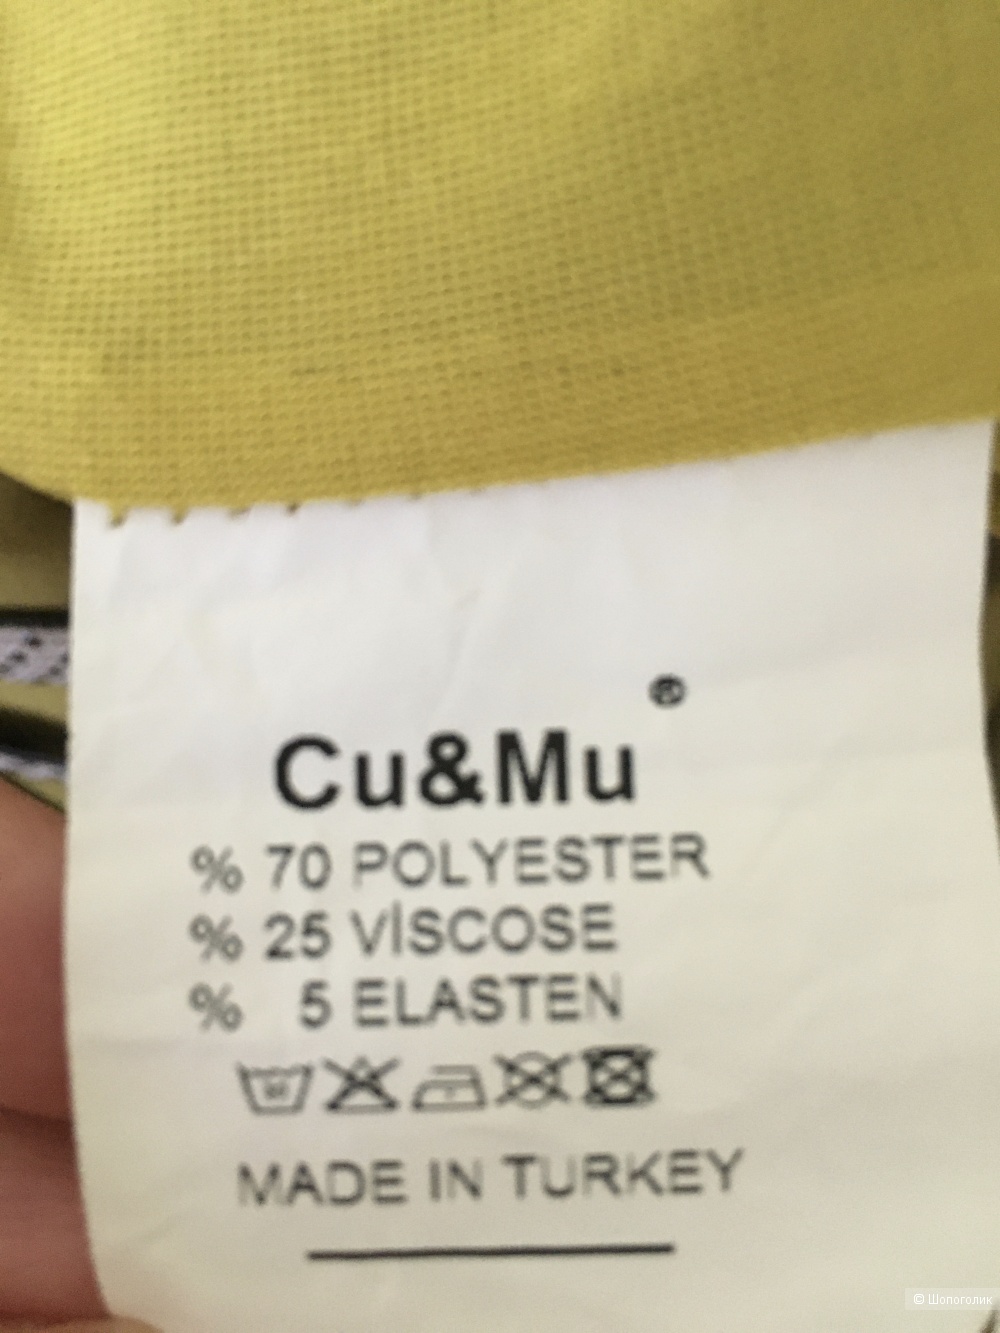 ®
Cu&Mu
% 70 POLYESTER
% 25 VİSCOSE
% 5 ELASTEN
MADE IN TURKEY
© Шопоголик